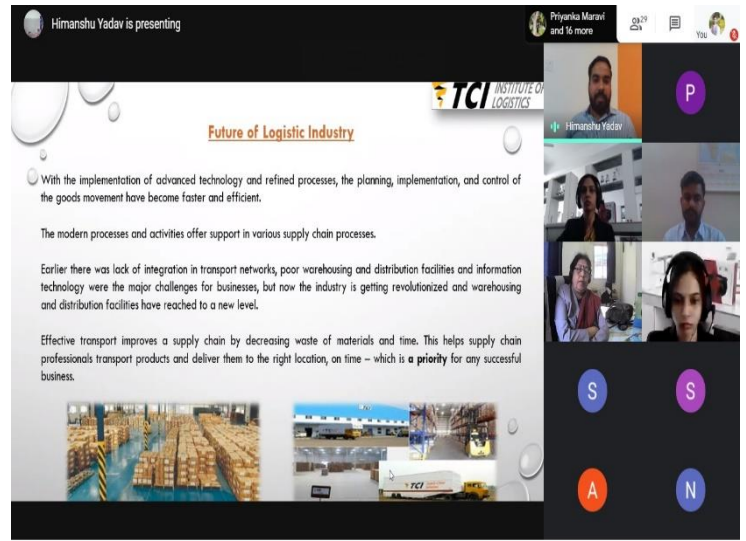 Himanshu Yadav is presenting
Priyanka Maravi
and 16 more
29
You
TCI INSTITUTE OF
LOGISTICS
Future of Logistic Industry
With the implementation of advanced technology and refined processes, the planning, implementation, and control of
the goods movement have become faster and efficient.
The modern processes and activities offer support in various supply chain processes.
Earlier there was lack of integration in transport networks, poor warehousing and distribution facilities and information
technology were the major challenges for businesses, but now the industry is getting revolutionized and warehousing
and distribution facilities have reached to a new level.
Effective transport improves a supply chain by decreasing waste of materials and time. This helps supply chain
professionals transport products and deliver them to the right location, on time – which is a priority for any successful
business.
TCI
Himanshu Yadav
P
S
S
A
N